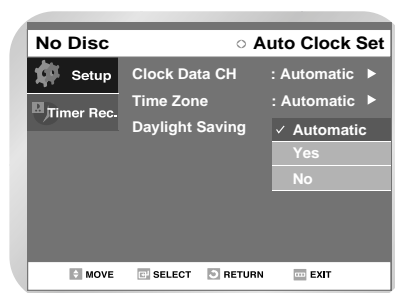 No Disc Auto Clock Set
Setup Clock Data CH : Automatic ►
Time Zone : Automatic ►
Timer Rec.
Daylight Saving ✓ Automatic
Yes
No
MOVE SELECT RETURN EXIT